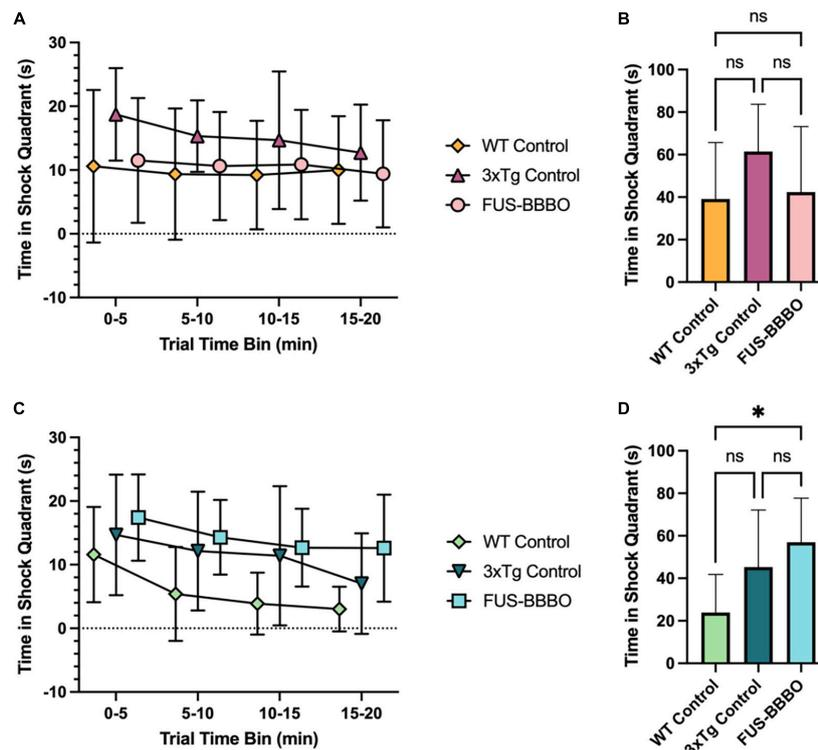 A
Time in Shock Quadrant (s)
30
20
10
0
-10
0-5 5-10 10-15 15-20
Trial Time Bin (min)
WT Control
3xTg Control
FUS-BBBO
B
Time in Shock Quadrant (s)
100
80
60
40
20
0
ns
ns ns
WT Control
3xTg Control
FUS-BBBO
C
Time in Shock Quadrant (s)
30
20
10
0
-10
0-5 5-10 10-15 15-20
Trial Time Bin (min)
WT Control
3xTg Control
FUS-BBBO
D
Time in Shock Quadrant (s)
100
80
60
40
20
0
*
ns ns
WT Control
3xTg Control
FUS-BBBO